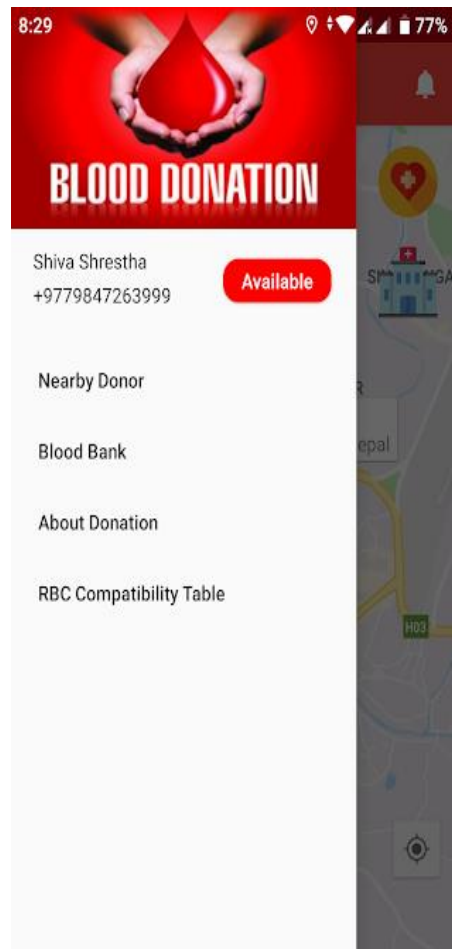 8:29
77%
BLOOD DONATION
Shiva Shrestha
+9779847263999
Available
Nearby Donor
Blood Bank
About Donation
RBC Compatibility Table
epal
H03